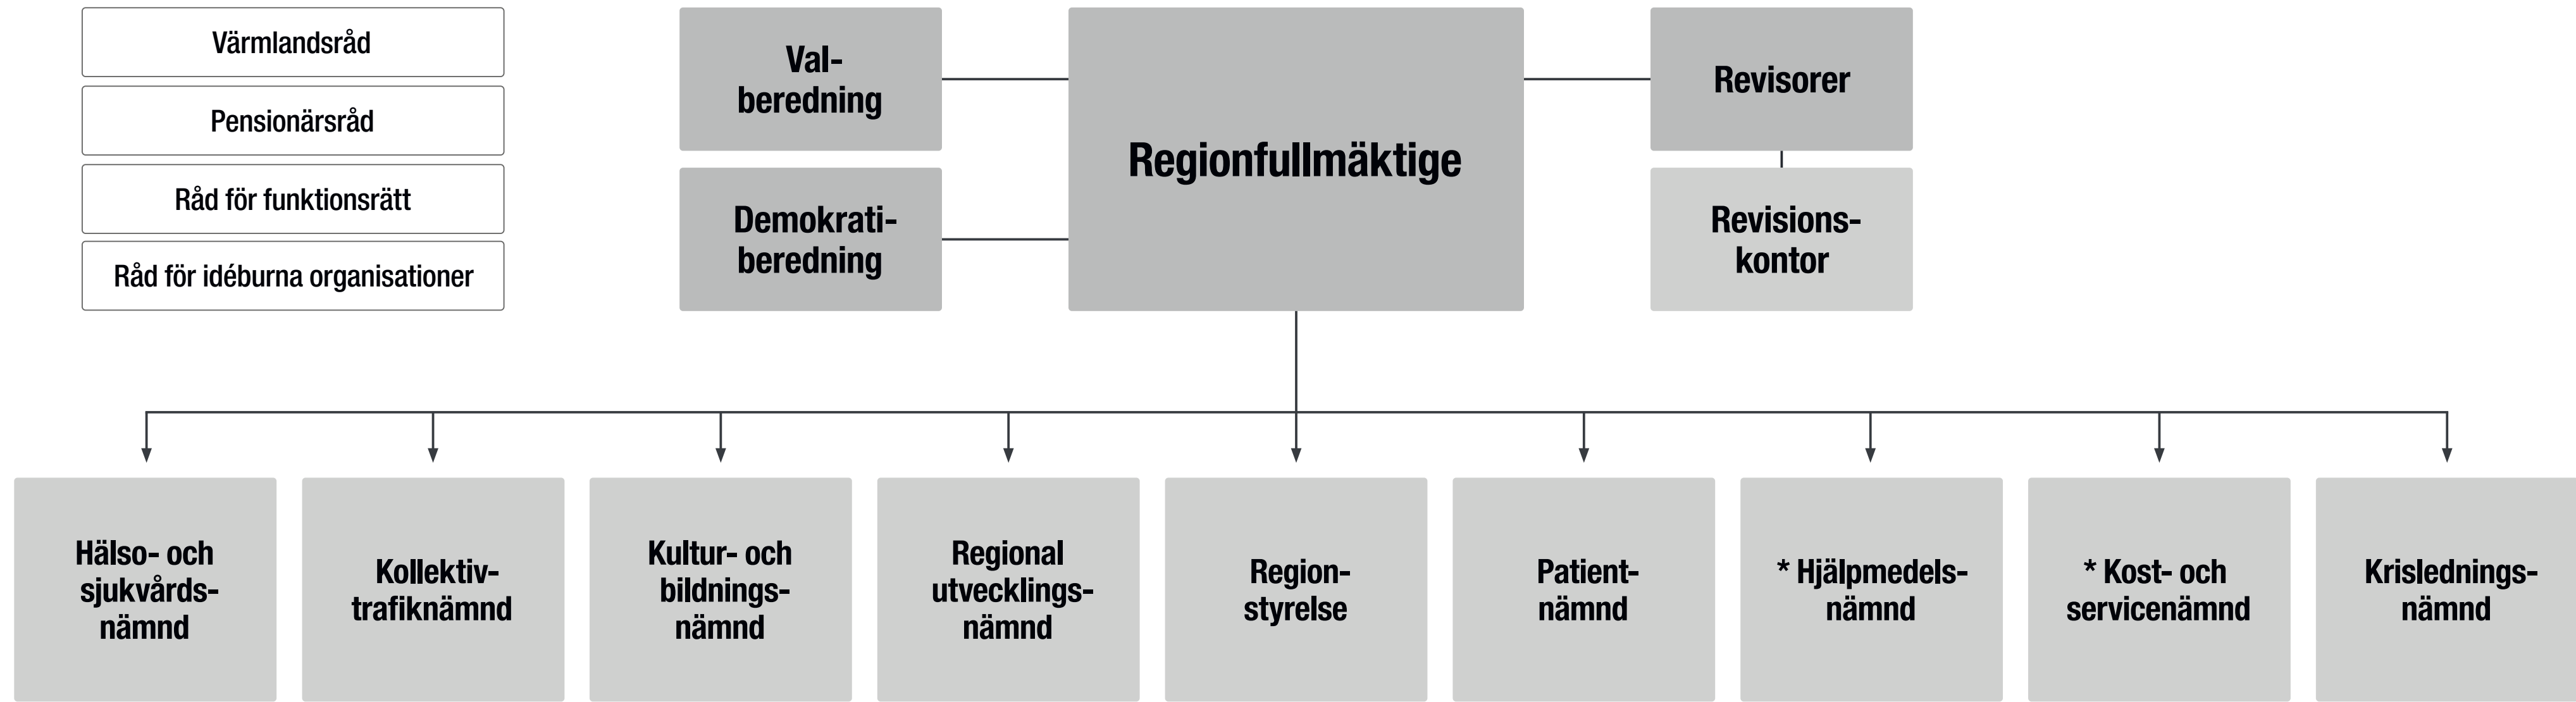 Värmlandsråd
Pensionärsråd
Råd för funktionsrätt
Råd för idéburna organisationer
Val-
beredning
Demokrati-
beredning
Regionfullmäktige
Revisorer
Revisions-
kontor
Hälso- och
sjukvårds-
nämnd
Kollektiv-
trafiknämnd
Kultur- och
bildnings-
nämnd
Regional
utvecklings-
nämnd
Region-
styrelse
Patient-
nämnd
* Hjälpmedels-
nämnd
* Kost- och
servicenämnd
Krislednings-
nämnd